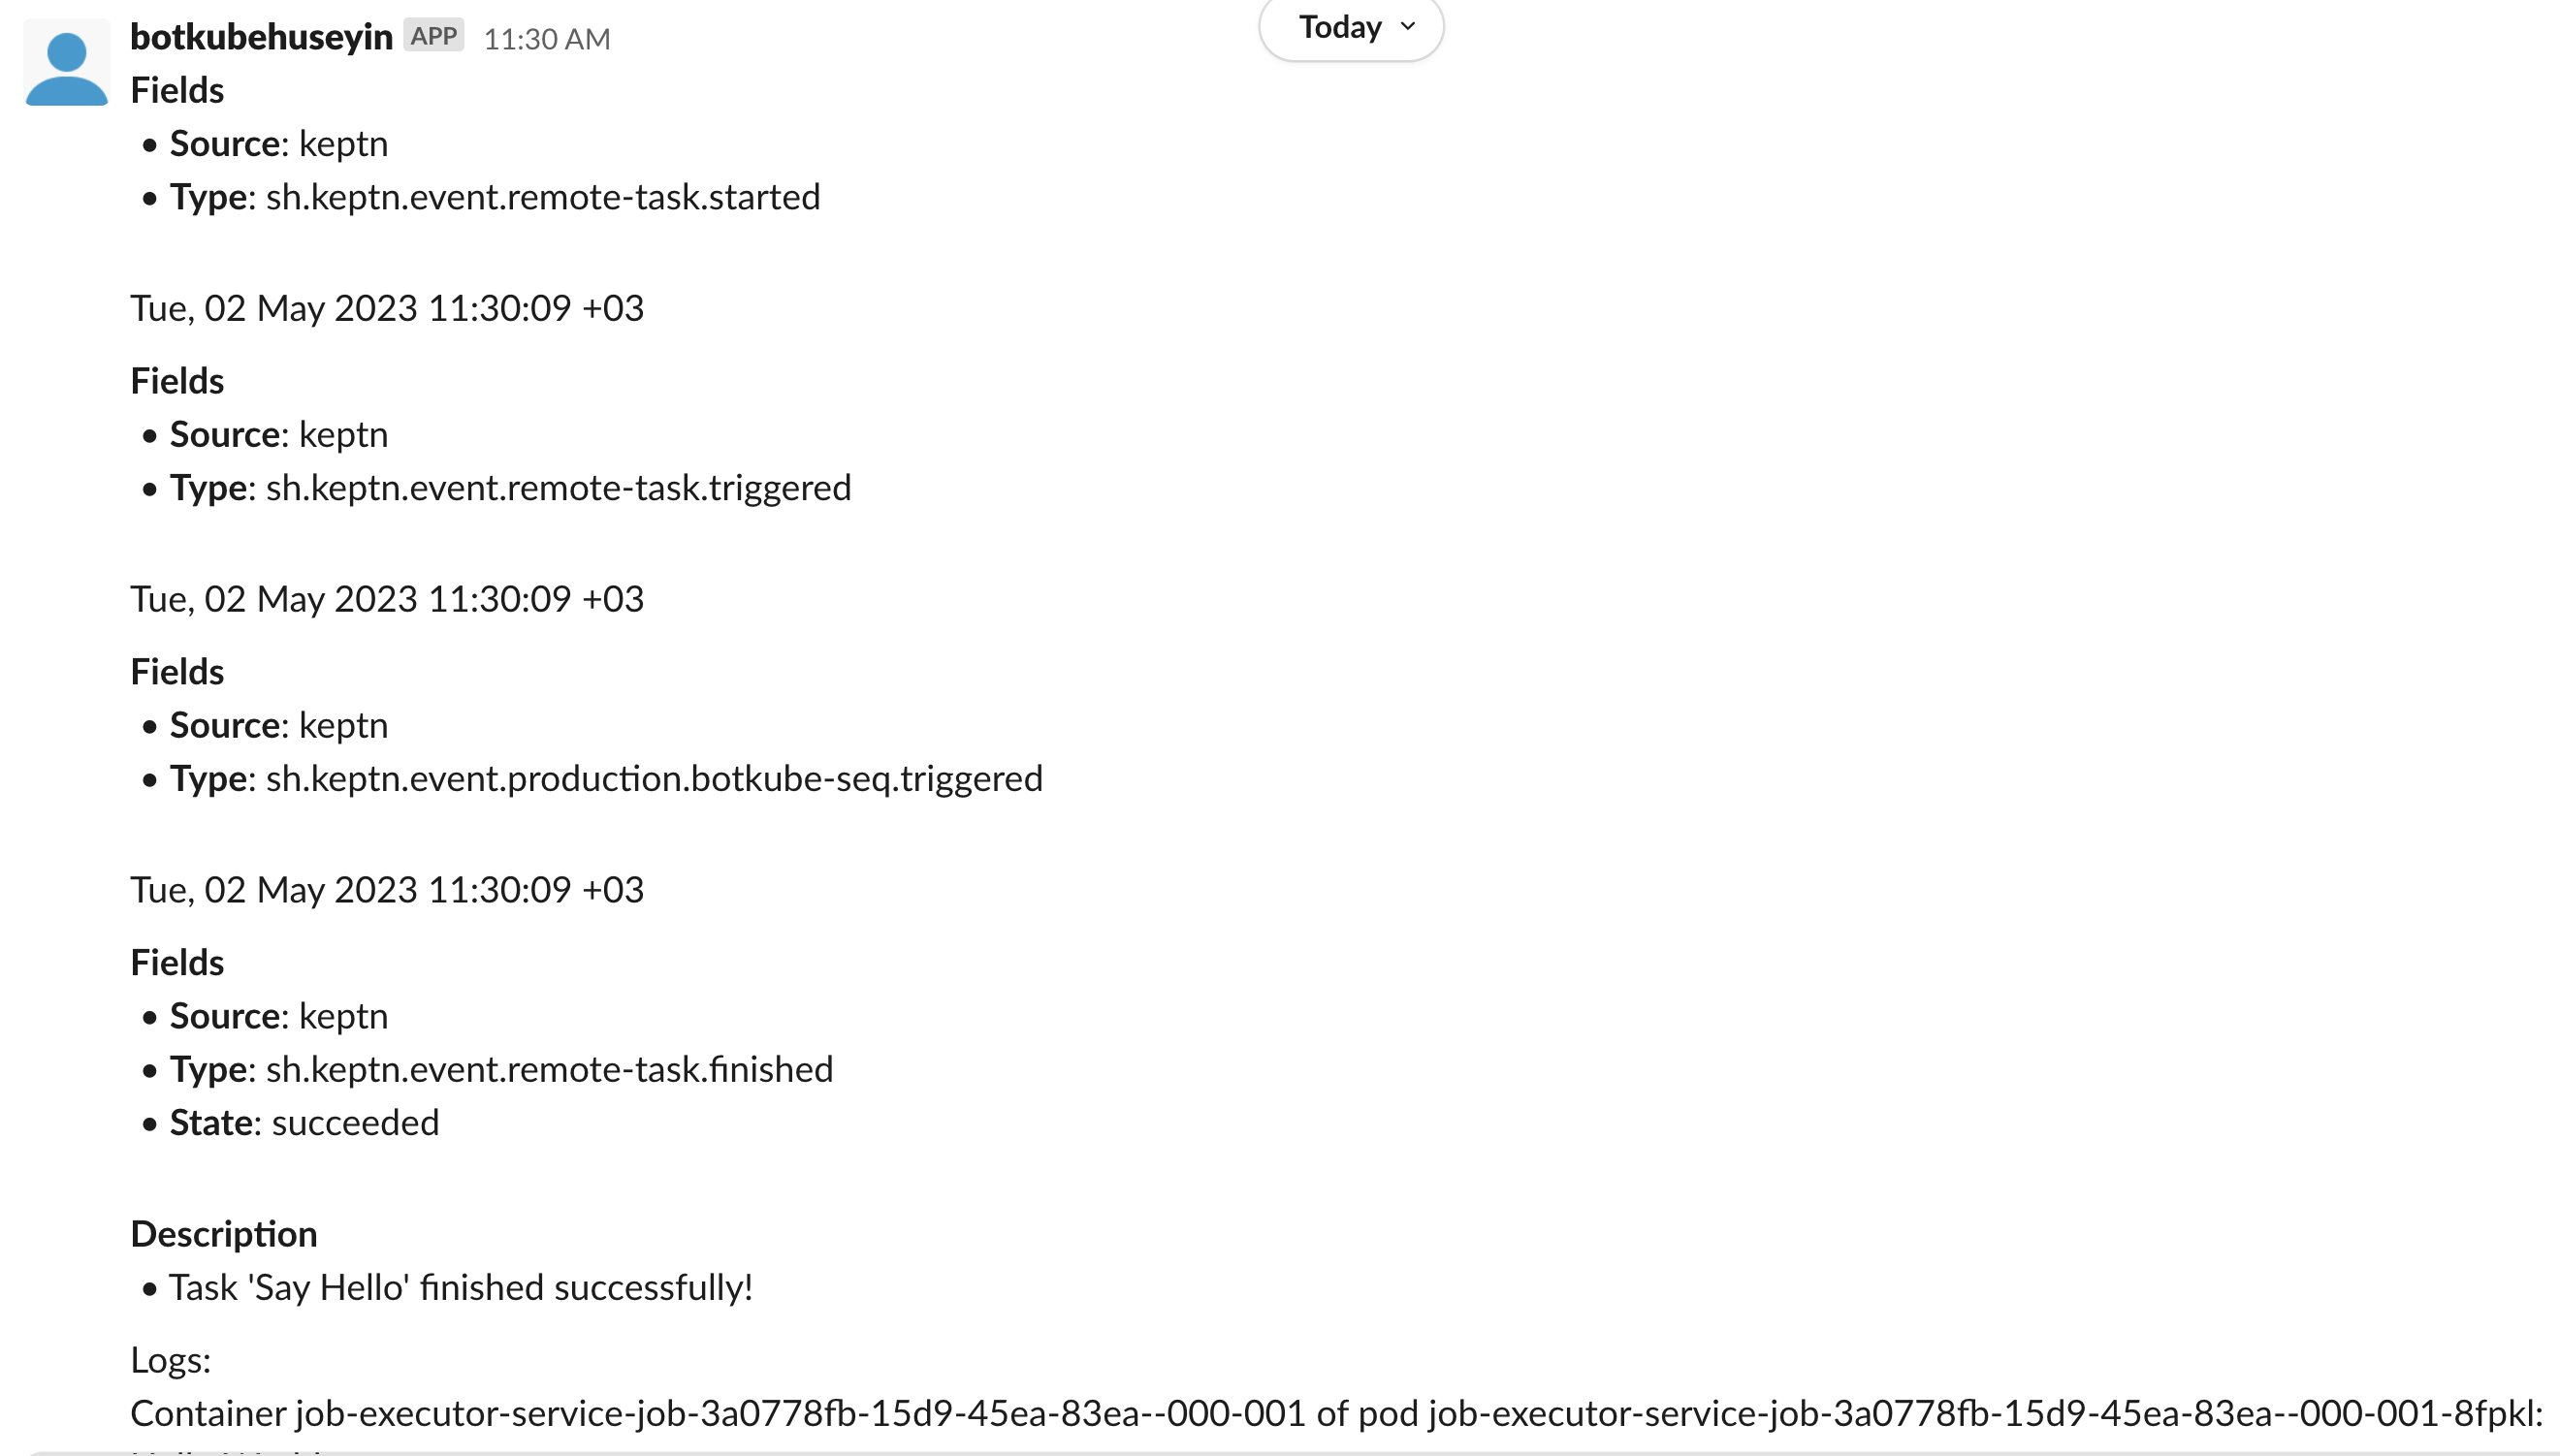 botkubehuseyin APP 11:30 AM
Today
Fields
• Source: keptn
• Type: sh.keptn.event.remote-task.started
Tue, 02 May 2023 11:30:09 +03
Fields
• Source: keptn
• Type: sh.keptn.event.remote-task.triggered
Tue, 02 May 2023 11:30:09 +03
Fields
• Source: keptn
• Type: sh.keptn.event.production.botkube-seq.triggered
Tue, 02 May 2023 11:30:09 +03
Fields
• Source: keptn
• Type: sh.keptn.event.remote-task.finished
• State: succeeded
Description
• Task 'Say Hello' finished successfully!
Logs:
Container job-executor-service-job-3a0778fb-15d9-45ea-83ea--000-001 of pod job-executor-service-job-3a0778fb-15d9-45ea-83ea--000-001-8fpkl: